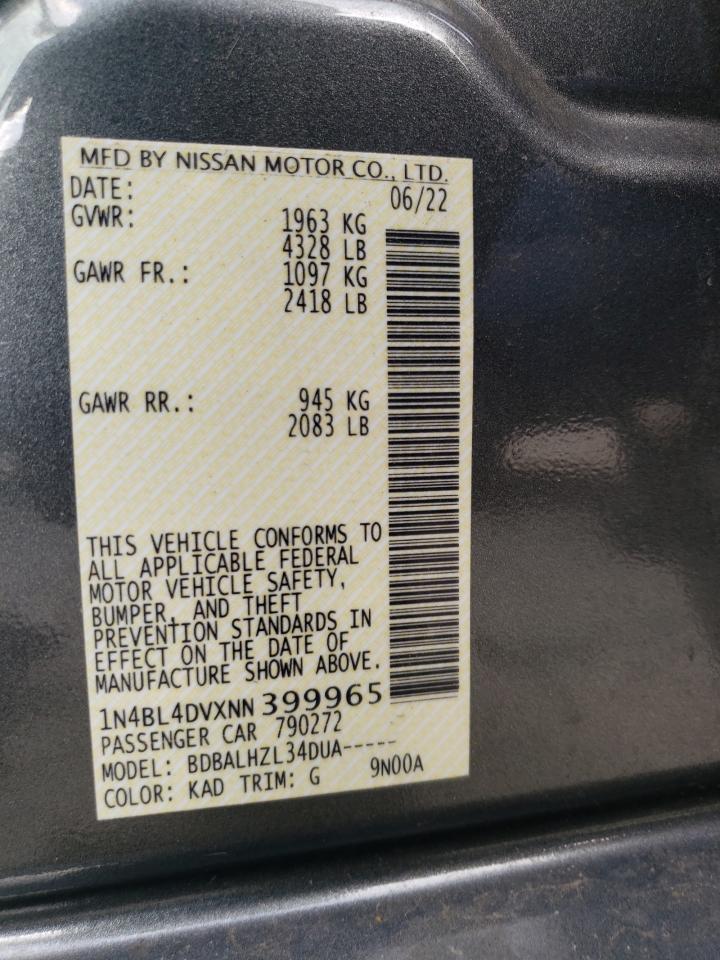 MFD BY NISSAN MOTOR CO., LTD.
DATE: 06/22
GVWR: 1963 KG
4328 LB
GAWR FR.: 1097 KG
2418 LB
GAWR RR.: 945 KG
2083 LB
THIS VEHICLE CONFORMS TO
ALL APPLICABLE FEDERAL
MOTOR VEHICLE SAFETY,
BUMPER, AND THEFT
PREVENTION STANDARDS IN
EFFECT ON THE DATE OF
MANUFACTURE SHOWN ABOVE.
1N4BL4DVXNN399965
PASSENGER CAR 790272
MODEL: BDBALHZL34DUA-----
COLOR: KAD TRIM: G 9N00A